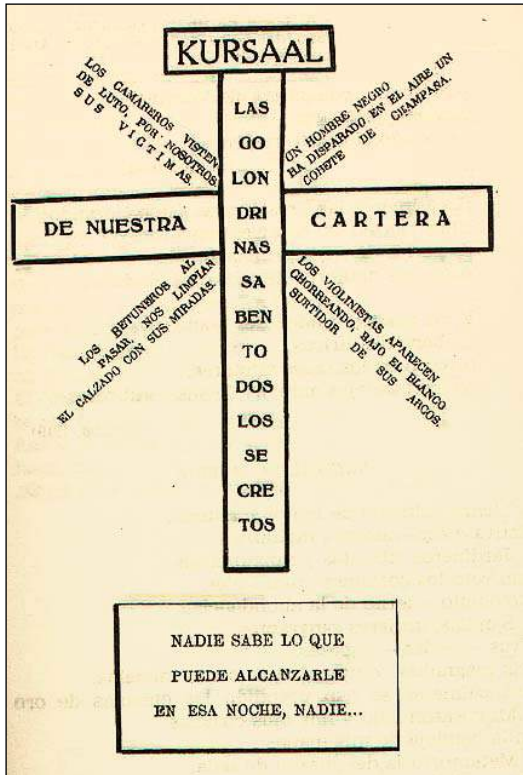 KURSAAL
LOS CAMAREROS VISTEN
DE LUTO, POR NOSOTROS
SUS VICTIMAS.
UN HOMBRE NEGRO
HA DISPARADO EN EL AIRE UN
COHETE DE CHAMPAÑA.
LAS
GO
LON
DRI
NAS
SA
BEN
TO
DOS
LOS
SE
CRE
TOS
DE NUESTRA
CARTERA
LOS BETUNEROS AL
PASAR, NOS LIMPIAN
EL CALZADO CON SUS MIRADAS.
LOS VIOLINISTAS APARECEN
CHORREANDO, BAJO EL BLANCO
SURTIDOR DE SUS ARCOS.
NADIE SABE LO QUE
PUEDE ALCANZARLE
EN ESA NOCHE, NADIE...